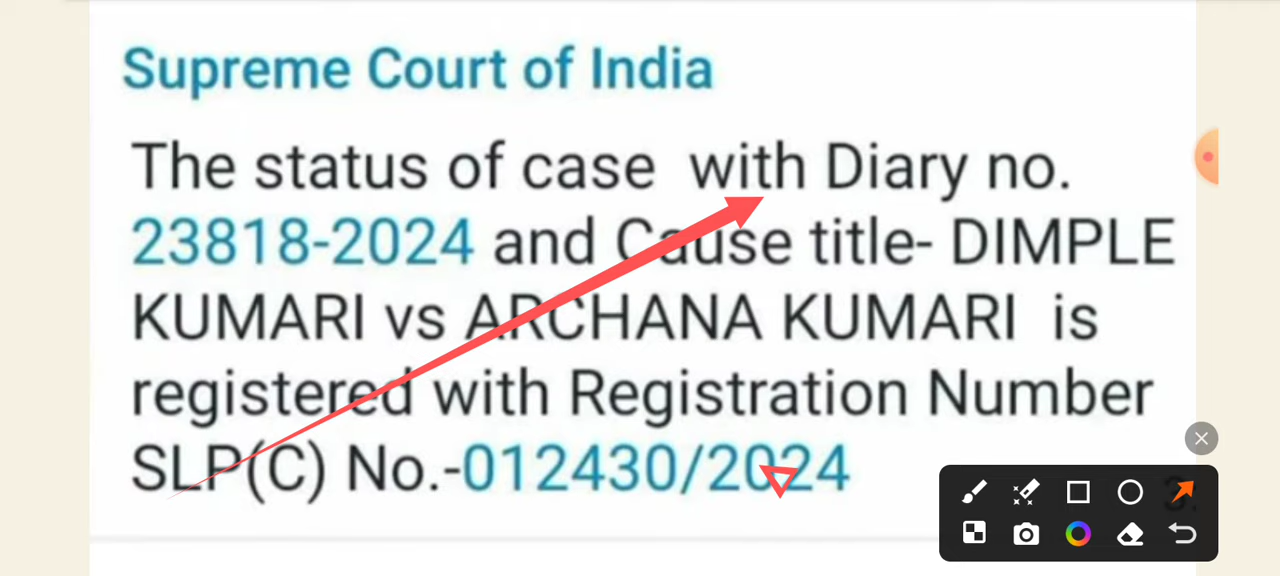 Supreme Court of India
The status of case with Diary no.
23818-2024 and Cause title- DIMPLE
KUMARI vs ARCHANA KUMARI is
registered with Registration Number
SLP(C) No.-012430/2024